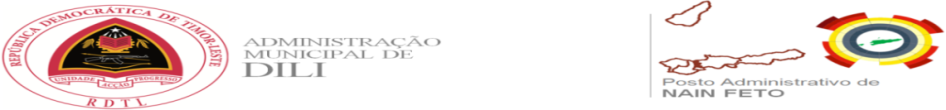 REPÚBLICA DEMOCRÁTICA DE TIMOR-LESTE
UNIDADE ACÇÃO PROGRESSO
RDTL
ADMINISTRAÇÃO
MUNICIPAL DE
DILI
Posto Administrativo de
NAIN FETO